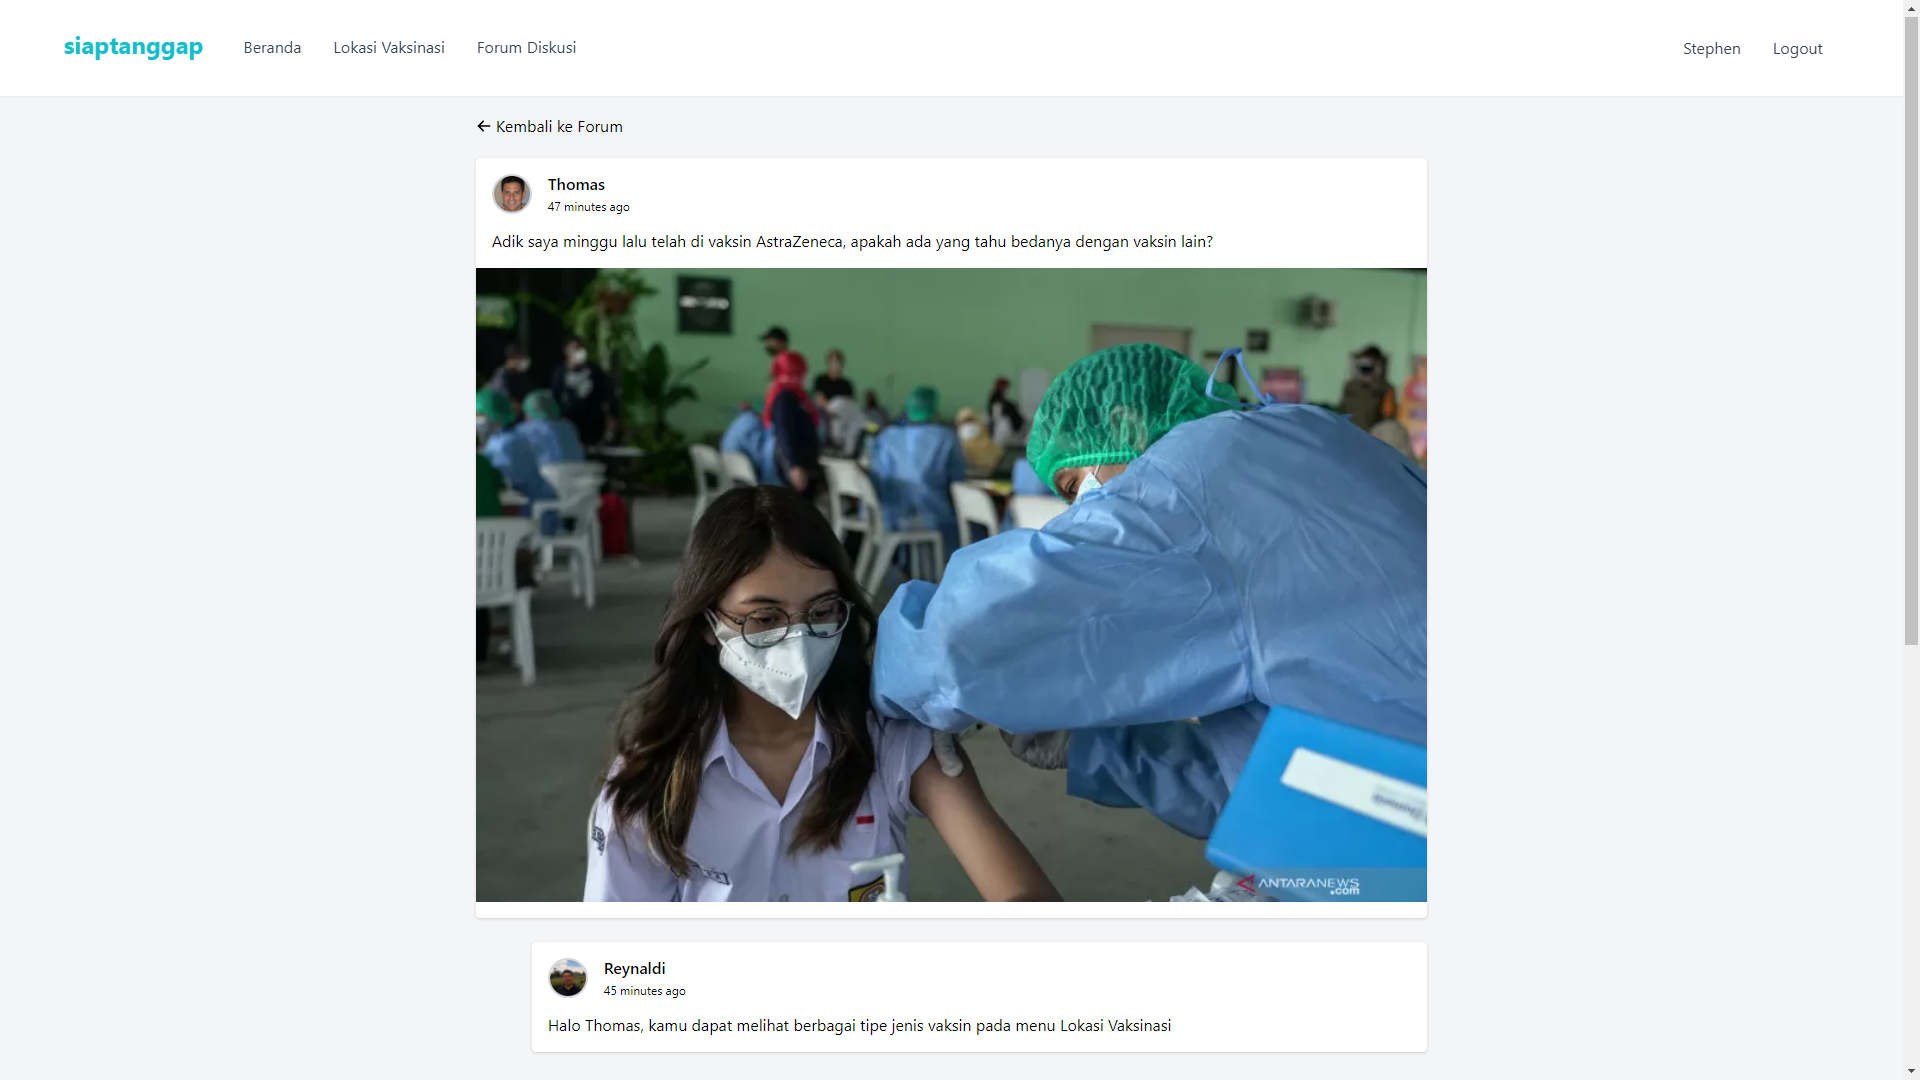 siaptanggap Beranda Lokasi Vaksinasi Forum Diskusi Stephen Logout
← Kembali ke Forum
Thomas
47 minutes ago
Adik saya minggu lalu telah di vaksin AstraZeneca, apakah ada yang tahu bedanya dengan vaksin lain?
ANTARANEWS
.com
Reynaldi
45 minutes ago
Halo Thomas, kamu dapat melihat berbagai tipe jenis vaksin pada menu Lokasi Vaksinasi